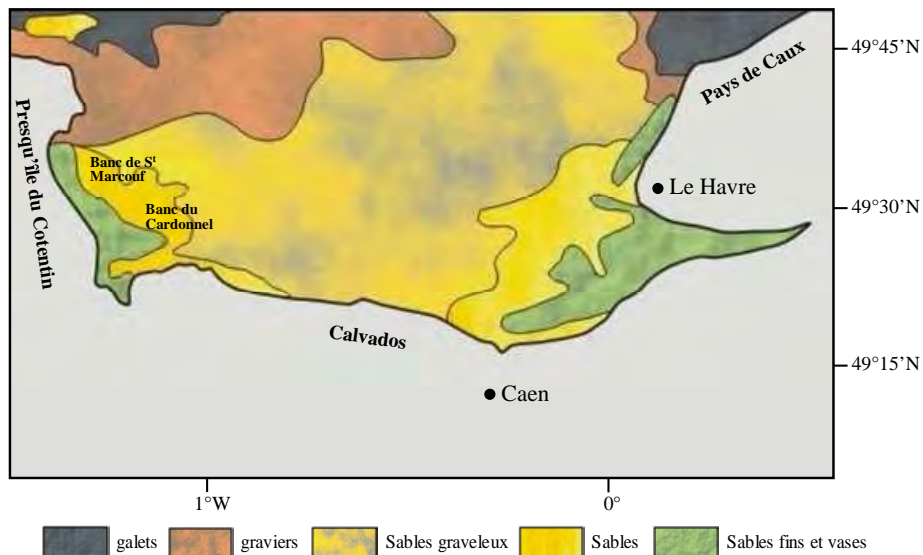 49°45’N
Pays de Caux
Presqu’île du Cotentin
Banc de Sᵗ
Marcouf
Le Havre
Banc du
Cardonnel
49°30’N
Calvados
49°15’N
Caen
1°W
0°
galets
graviers
Sables graveleux
Sables
Sables fins et vases